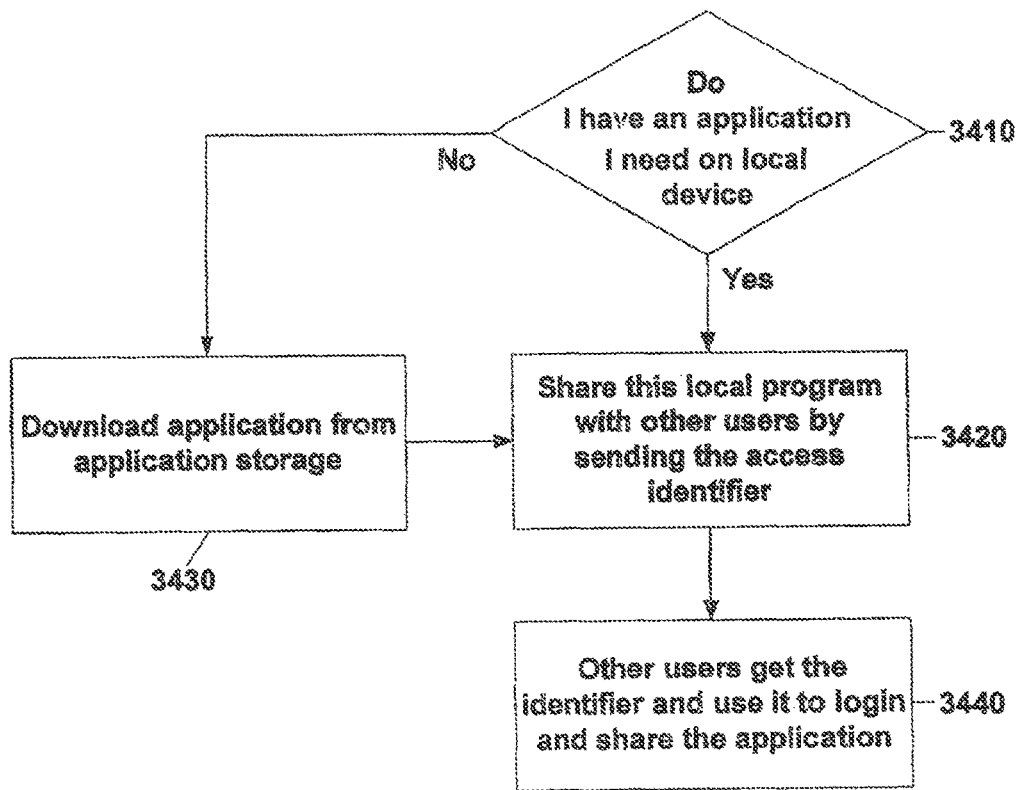 Do
I have an application
I need on local
device
3410
No
Yes
Download application from
application storage
3430
Share this local program
with other users by
sending the access
identifier
3420
Other users get the
identifier and use it to login
and share the application
3440